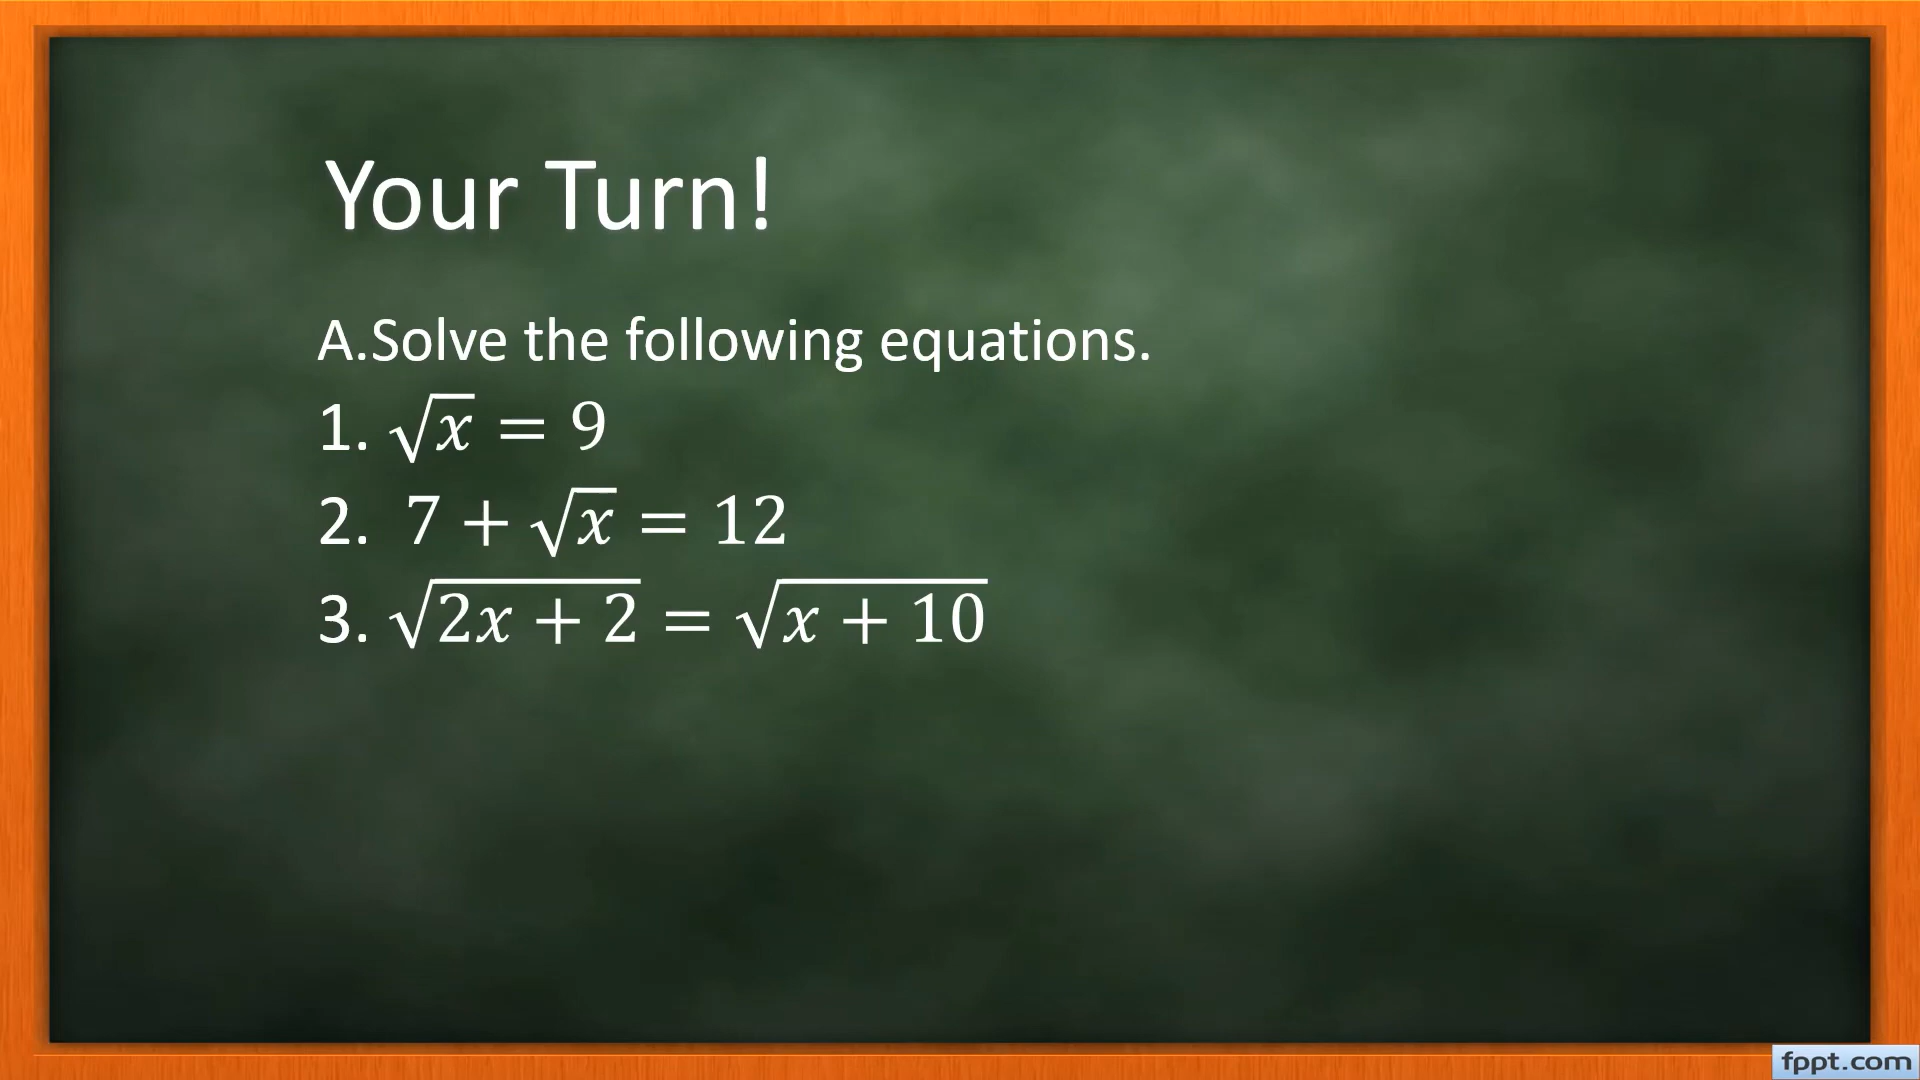 Your Turn!
A.Solve the following equations.
1. √x = 9
2. 7 + √x = 12
3. √(2x + 2) = √(x + 10)
fppt.com